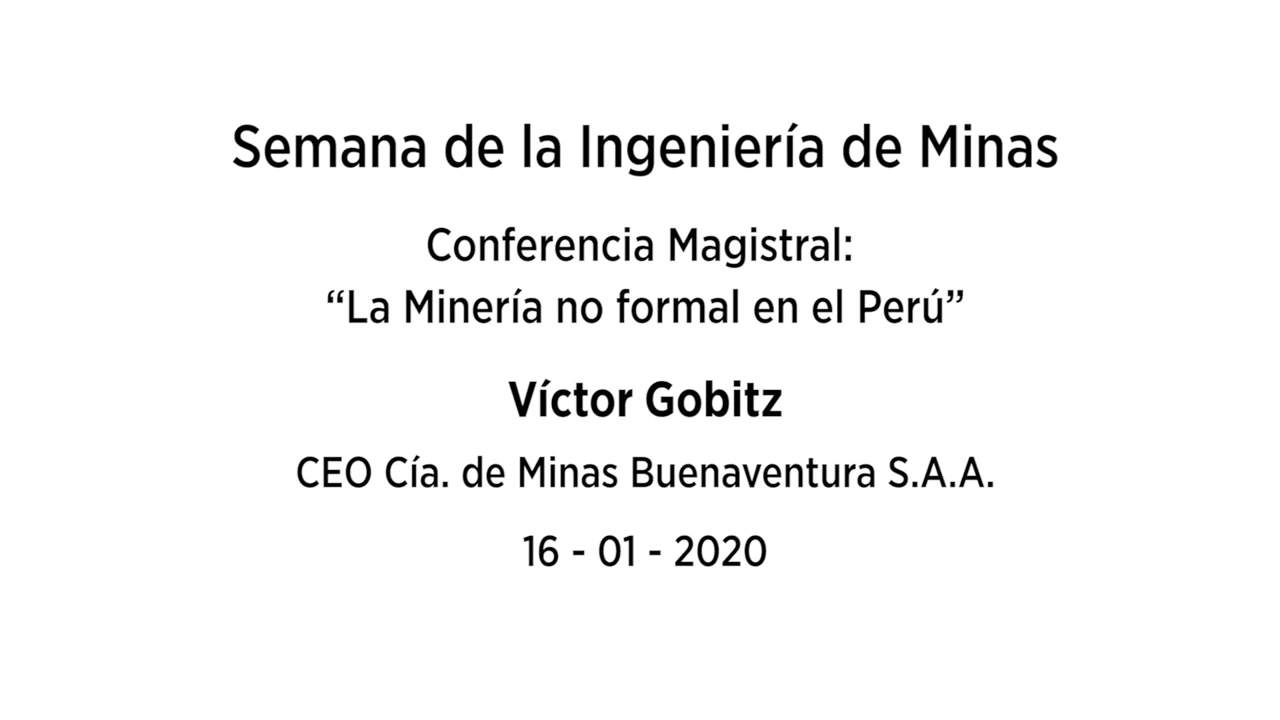 Semana de la Ingeniería de Minas
Conferencia Magistral:
“La Minería no formal en el Perú”
Víctor Gobitz
CEO Cía. de Minas Buenaventura S.A.A.
16 - 01 - 2020